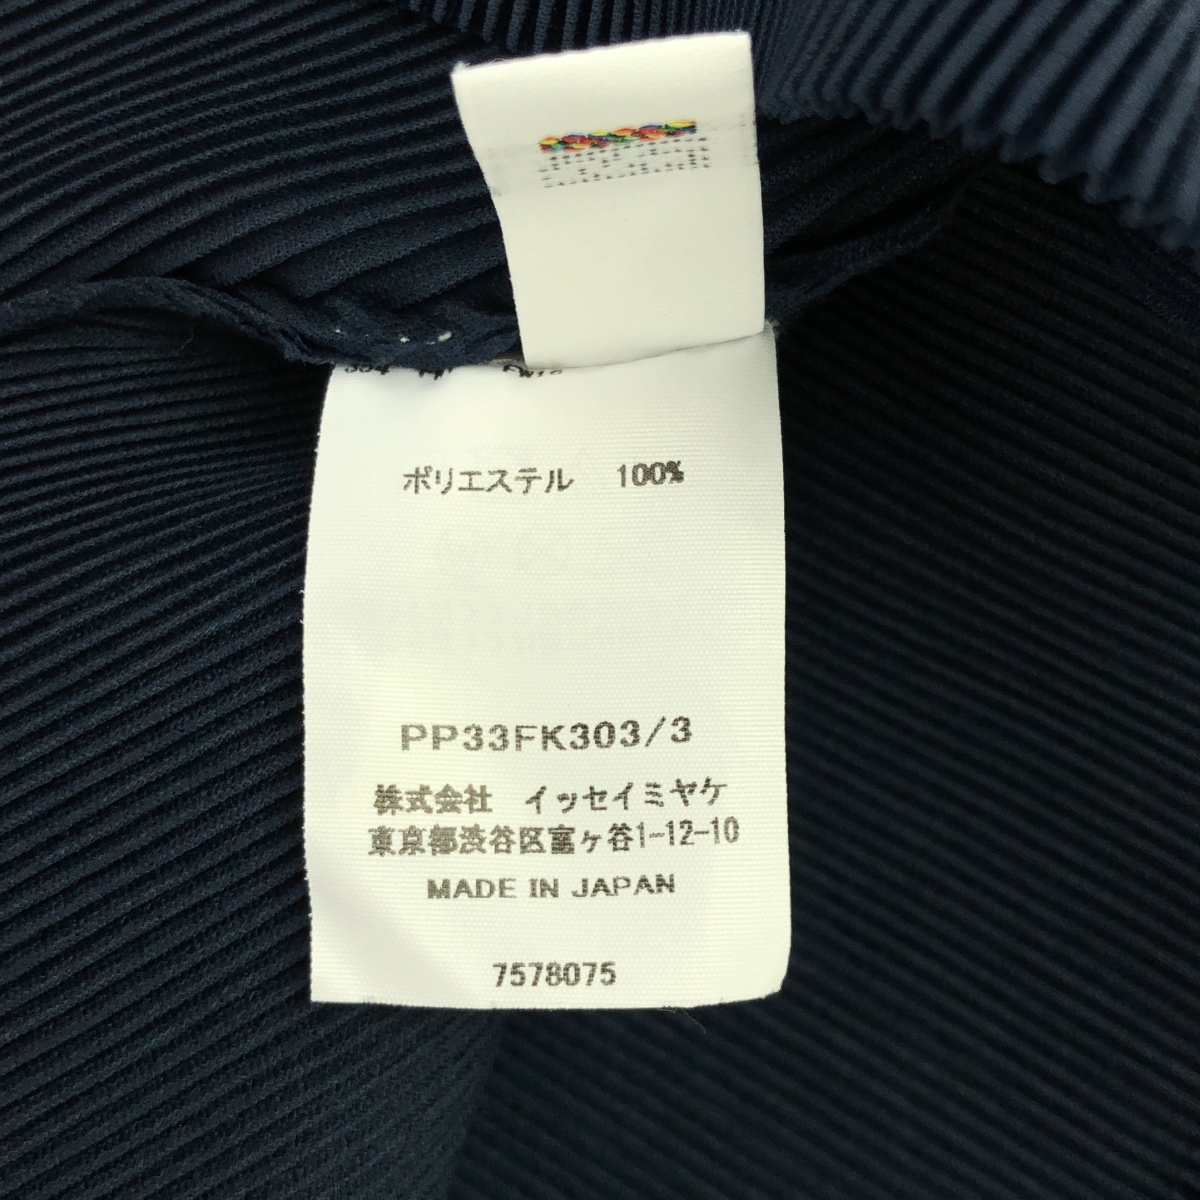 ポリエステル 100%
PP33FK303/3
株式会社 イッセイミヤケ
東京都渋谷区富ヶ谷1-12-10
MADE IN JAPAN
7578075